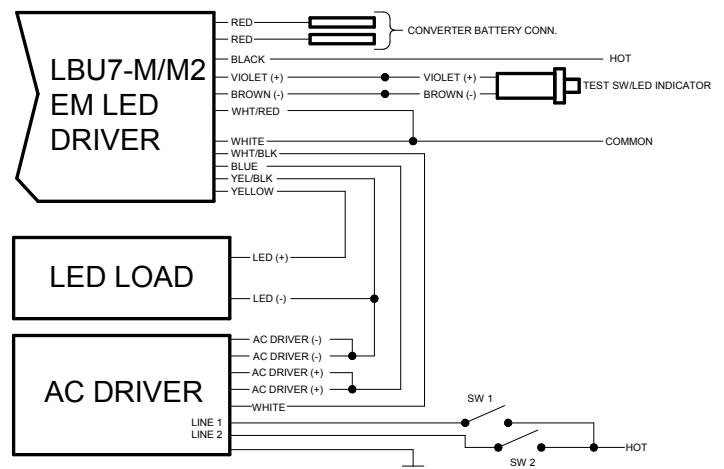 LBU7-M/M2
EM LED
DRIVER
RED
RED
CONVERTER BATTERY CONN.
BLACK
HOT
VIOLET (+)
VIOLET (+)
BROWN (-)
BROWN (-)
TEST SW/LED INDICATOR
WHT/RED
WHITE
COMMON
WHT/BLK
BLUE
YEL/BLK
YELLOW
LED LOAD
LED (+)
LED (-)
AC DRIVER
AC DRIVER (-)
AC DRIVER (-)
AC DRIVER (+)
AC DRIVER (+)
WHITE
LINE 1
LINE 2
SW 1
SW 2
HOT